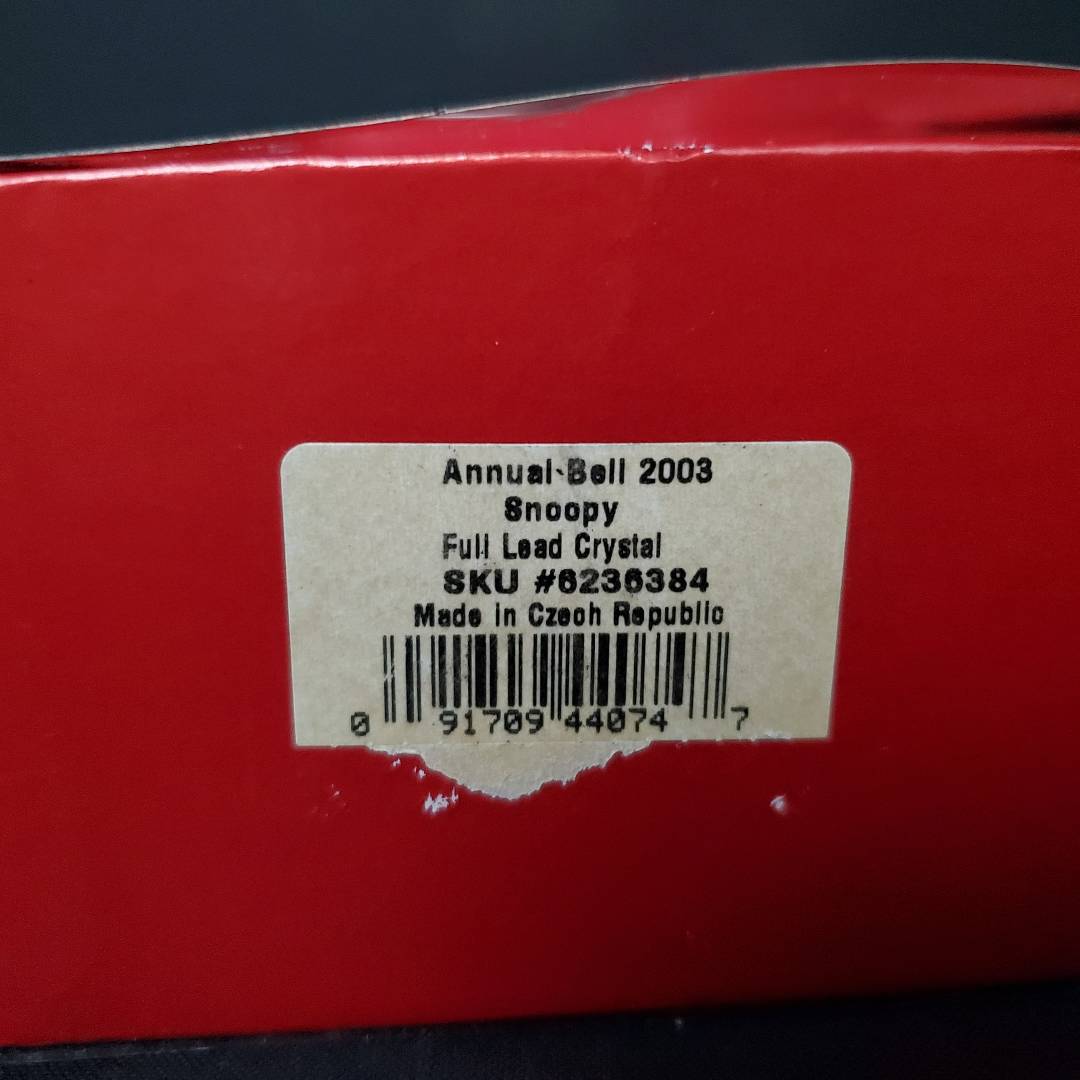 Annual Bell 2003
Snoopy
Full Lead Crystal
SKU #6236384
Made in Czech Republic
0 91709 44074 7